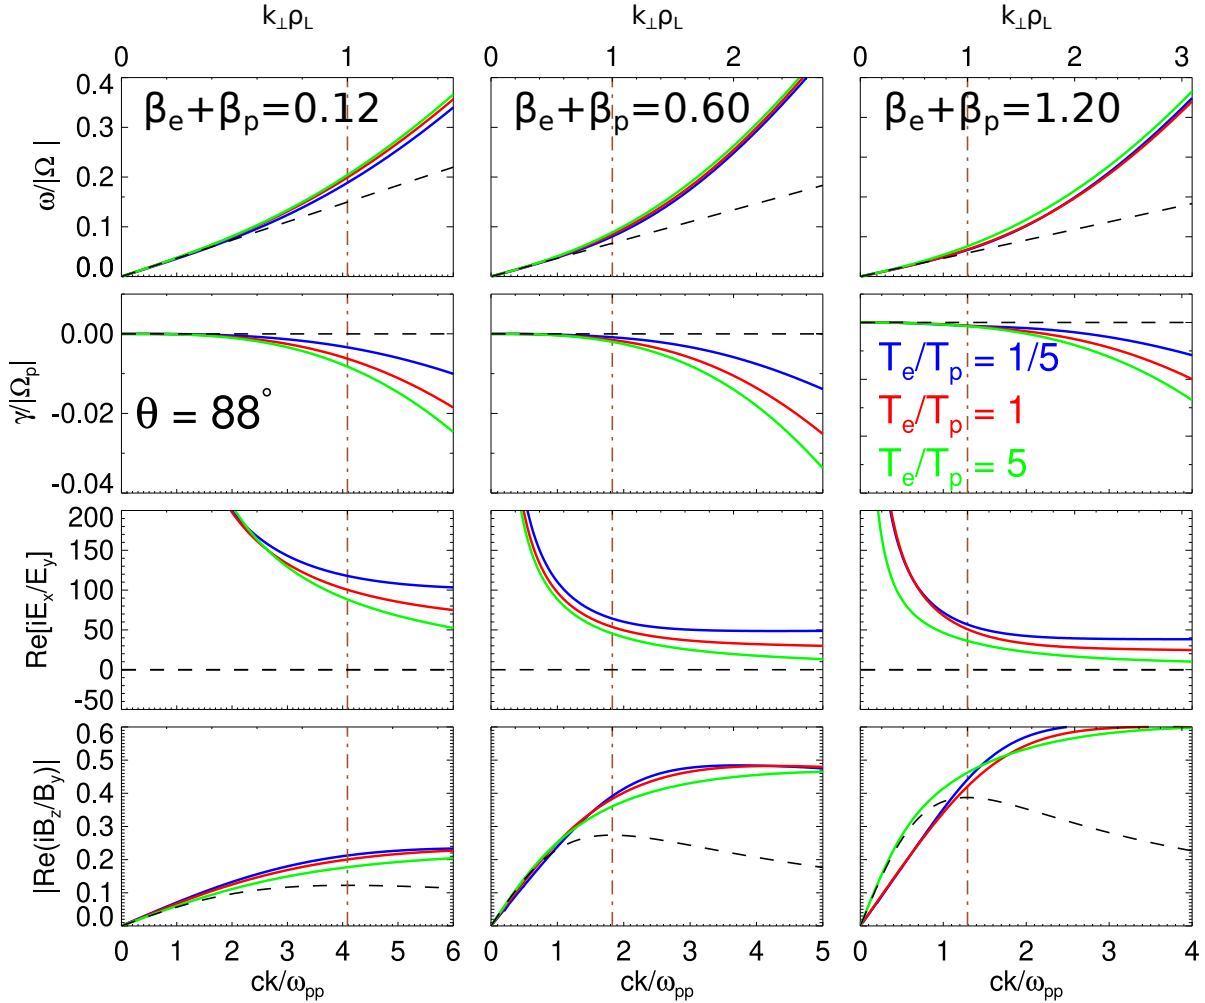 k⊥ρL k⊥ρL k⊥ρL
0 1 0 1 2 0 1 2 3
0.4 βe+βp=0.12 βe+βp=0.60 βe+βp=1.20
0.3
0.2
0.1
0.0
ω/|Ω |
0.00
-0.02
-0.04
γ/|Ωp|
θ = 88°
Te/Tp = 1/5
Te/Tp = 1
Te/Tp = 5
200
150
100
50
0
-50
Re[iEx/Ey]
0.6
0.5
0.4
0.3
0.2
0.1
0.0
|Re(iBz/By)|
0 1 2 3 4 5 6 0 1 2 3 4 5 0 1 2 3 4
ck/ωpp ck/ωpp ck/ωpp